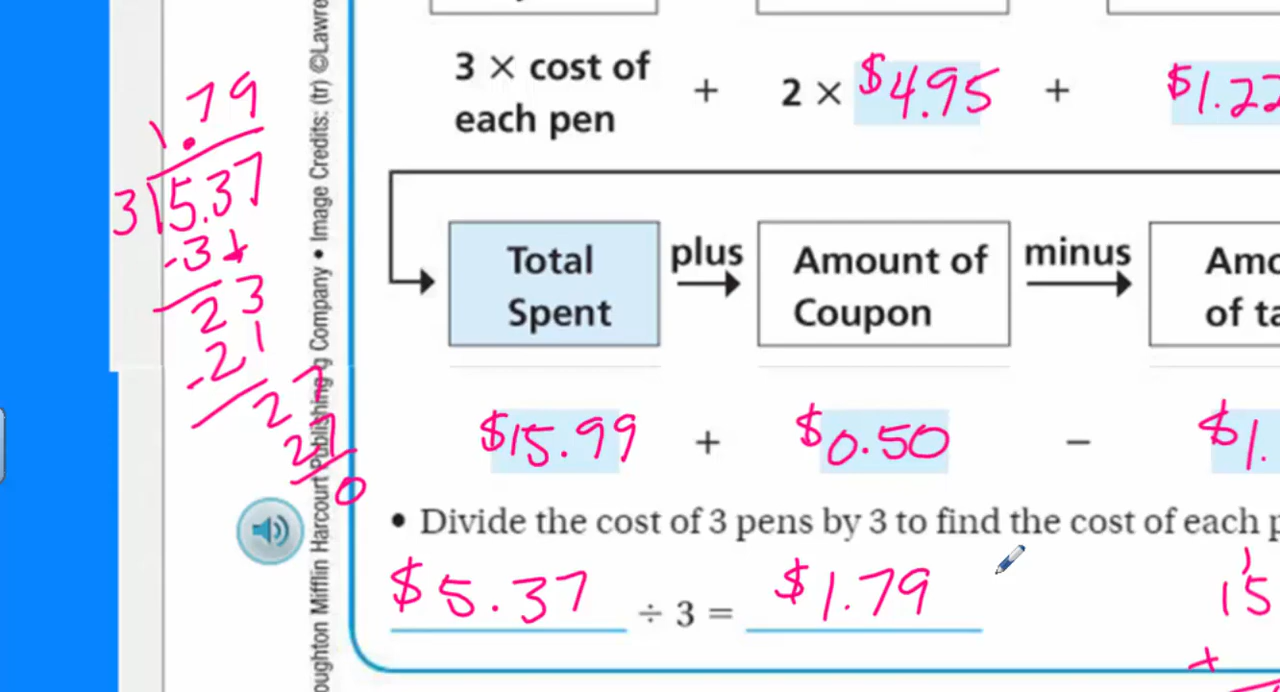 3 × cost of each pen + 2 × $4.95 + $1.22
Total Spent plus Amount of Coupon minus
of
$15.99 + $0.50 - $1.
• Divide the cost of 3 pens by 3 to find the cost of each
$5.37 ÷ 3 = $1.79
1
15
+
1.79
3 5.37
-3
23
-21
27
27
0
Houghton Mifflin Harcourt Publishing Company • Image Credits: (tr) ©Lawre